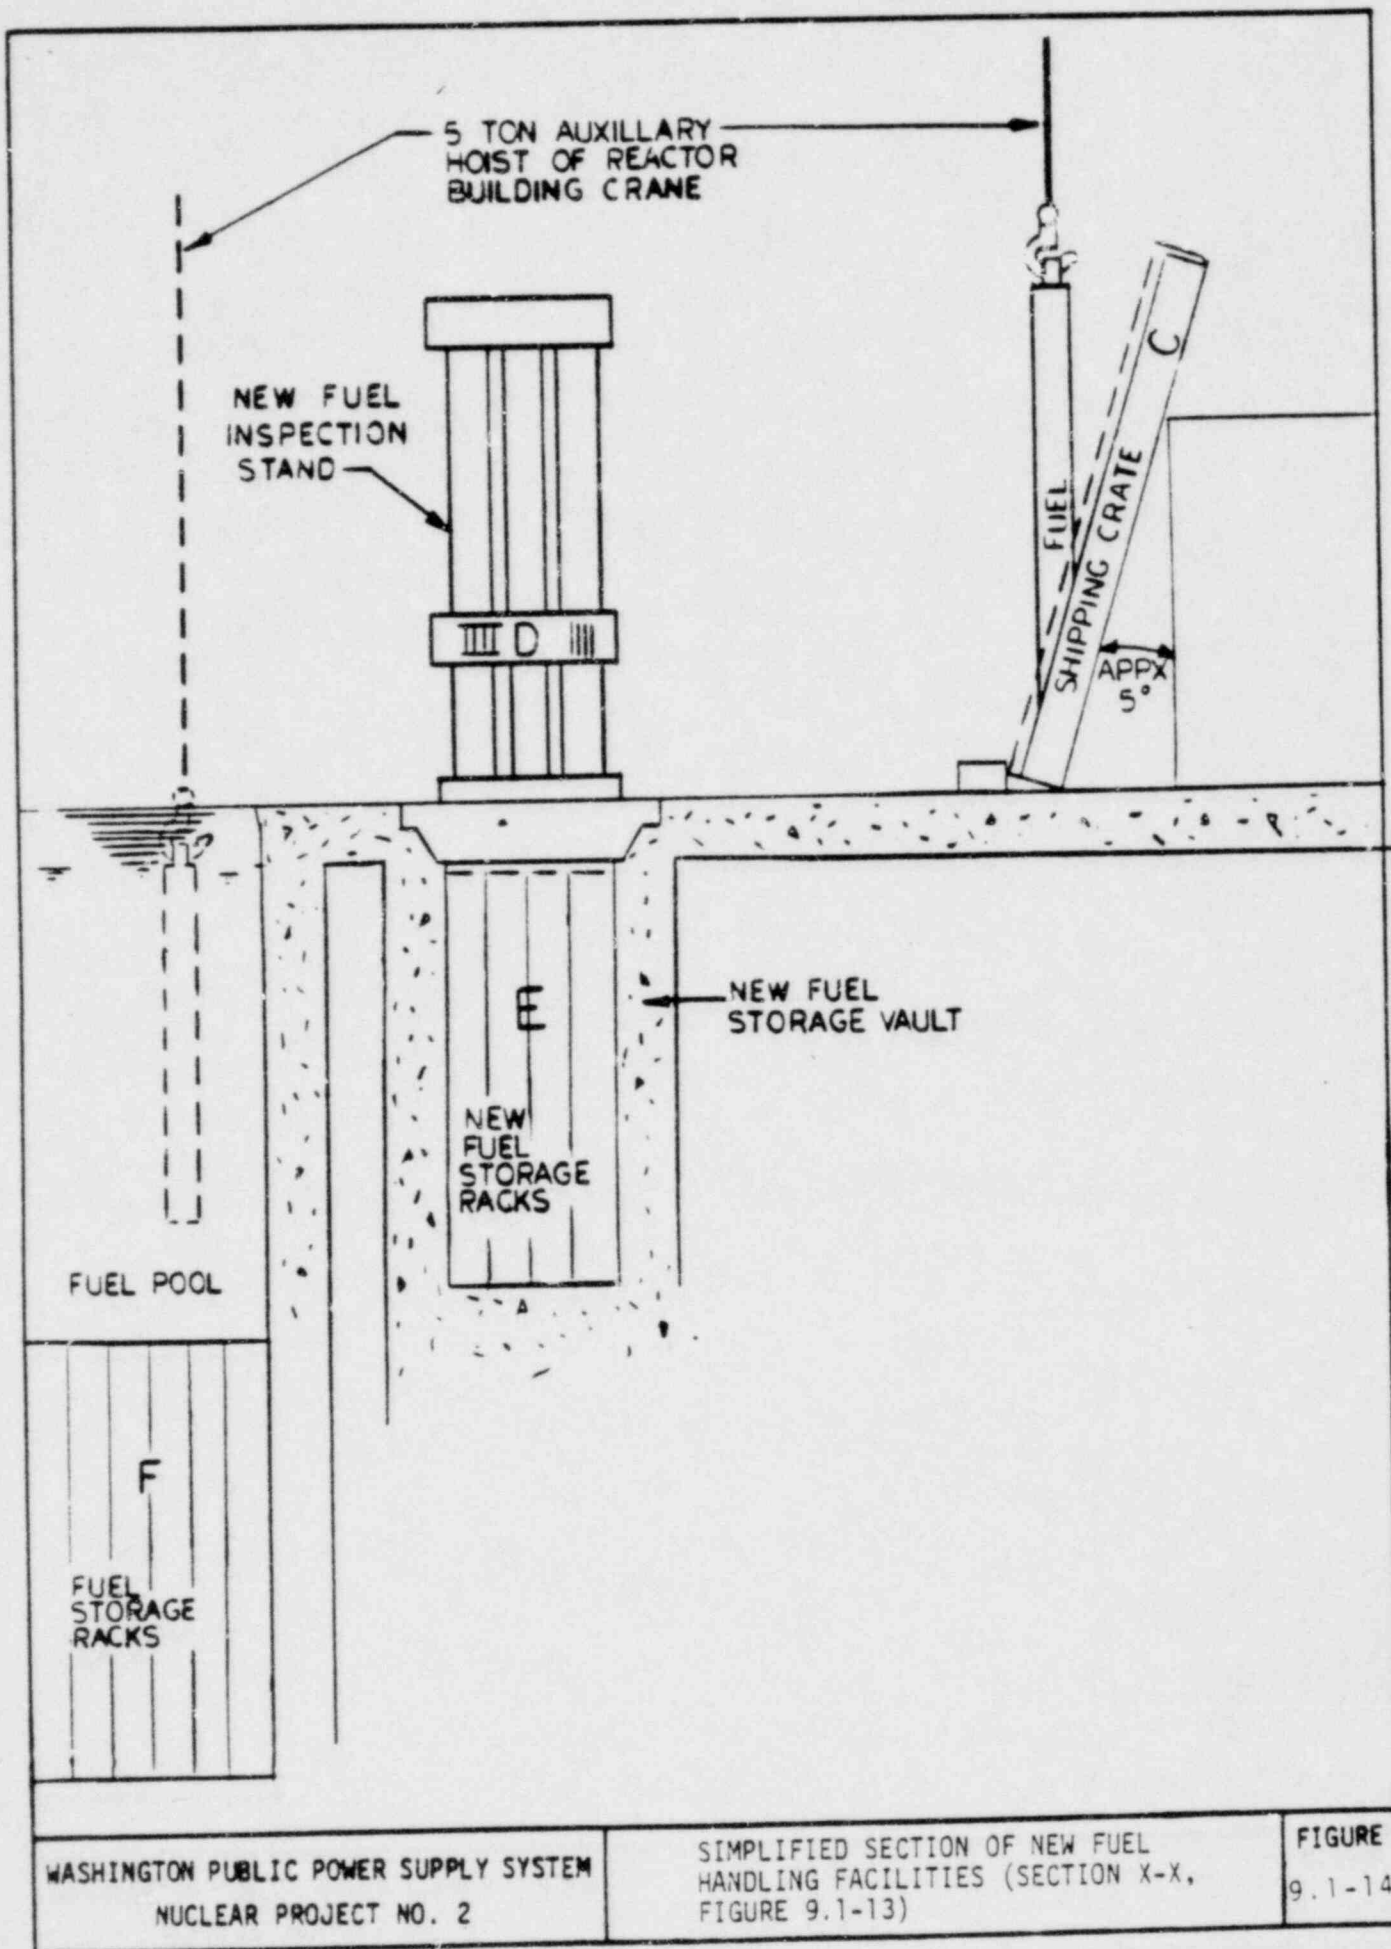 5 TON AUXILLARY
HOIST OF REACTOR
BUILDING CRANE
NEW FUEL
INSPECTION
STAND
C
FUEL
SHIPPING CRATE
D
APPX
5°
E
NEW FUEL
STORAGE VAULT
NEW
FUEL
STORAGE
RACKS
FUEL POOL
F
FUEL
STORAGE
RACKS
WASHINGTON PUBLIC POWER SUPPLY SYSTEM
NUCLEAR PROJECT NO. 2
SIMPLIFIED SECTION OF NEW FUEL
HANDLING FACILITIES (SECTION X-X,
FIGURE 9.1-13)
FIGURE
9.1-14